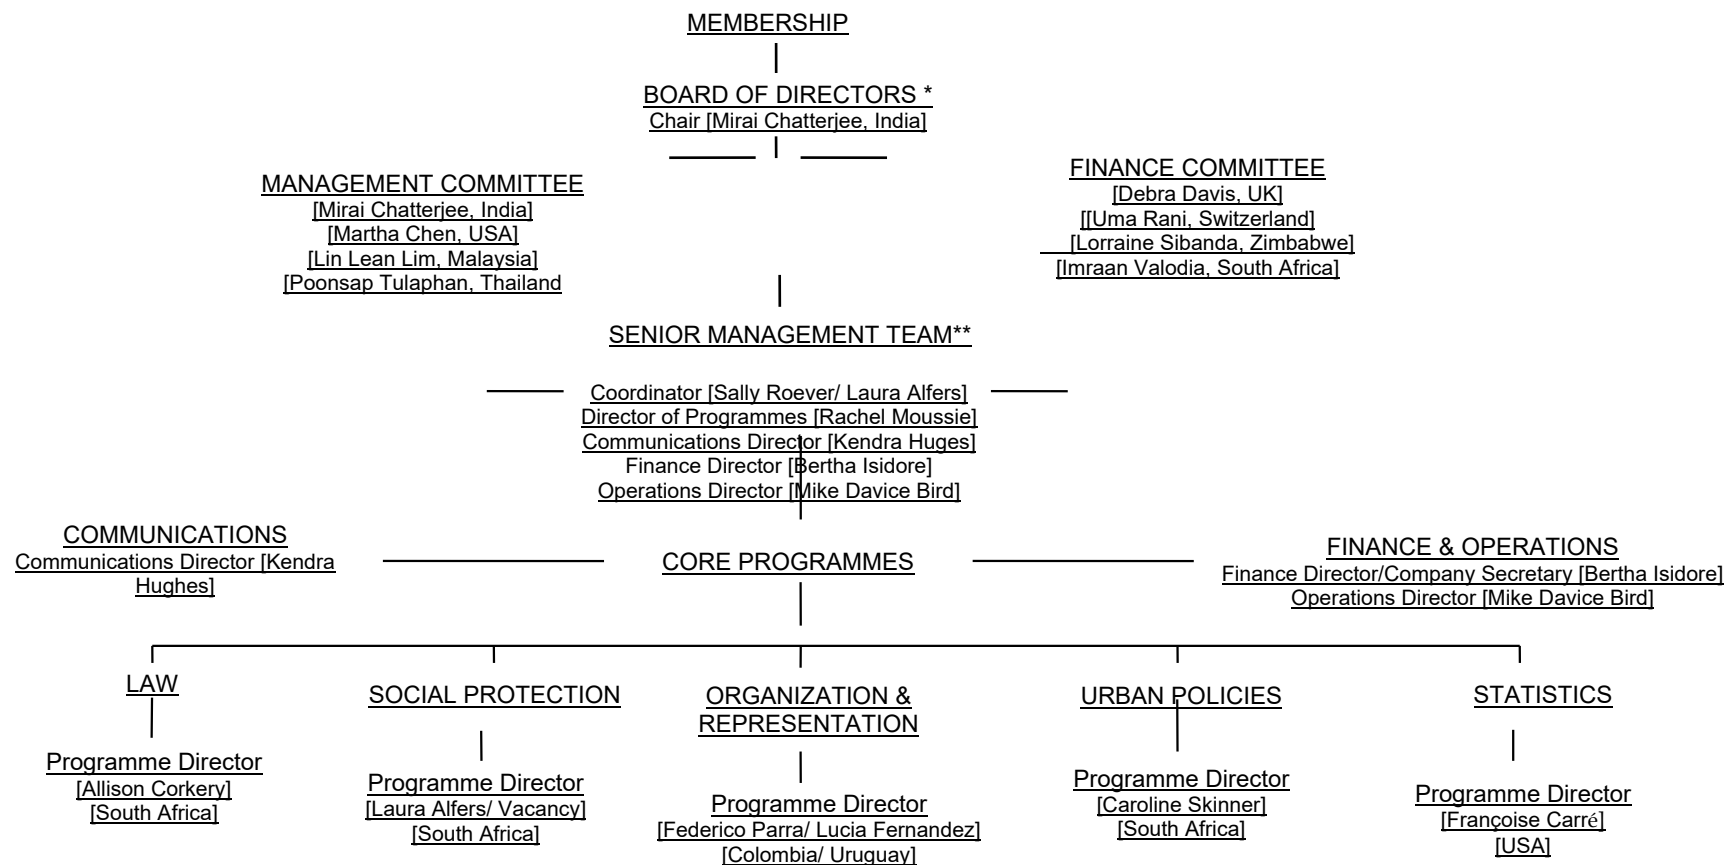 MEMBERSHIP
BOARD OF DIRECTORS *
Chair [Mirai Chatterjee, India]
MANAGEMENT COMMITTEE
[Mirai Chatterjee, India]
[Martha Chen, USA]
[Lin Lean Lim, Malaysia]
[Poonsap Tulaphan, Thailand
FINANCE COMMITTEE
[Debra Davis, UK]
[[Uma Rani, Switzerland]
[Lorraine Sibanda, Zimbabwe]
[Imraan Valodia, South Africa]
SENIOR MANAGEMENT TEAM**
Coordinator [Sally Roever/ Laura Alfers]
Director of Programmes [Rachel Moussie]
Communications Director [Kendra Huges]
Finance Director [Bertha Isidore]
Operations Director [Mike Davice Bird]
COMMUNICATIONS
Communications Director [Kendra
Hughes]
CORE PROGRAMMES
FINANCE & OPERATIONS
Finance Director/Company Secretary [Bertha Isidore]
Operations Director [Mike Davice Bird]
LAW
Programme Director
[Allison Corkery]
[South Africa]
SOCIAL PROTECTION
Programme Director
[Laura Alfers/ Vacancy]
[South Africa]
ORGANIZATION &
REPRESENTATION
Programme Director
[Federico Parra/ Lucia Fernandez]
[Colombia/ Uruguay]
URBAN POLICIES
Programme Director
[Caroline Skinner]
[South Africa]
STATISTICS
Programme Director
[Françoise Carré]
[USA]